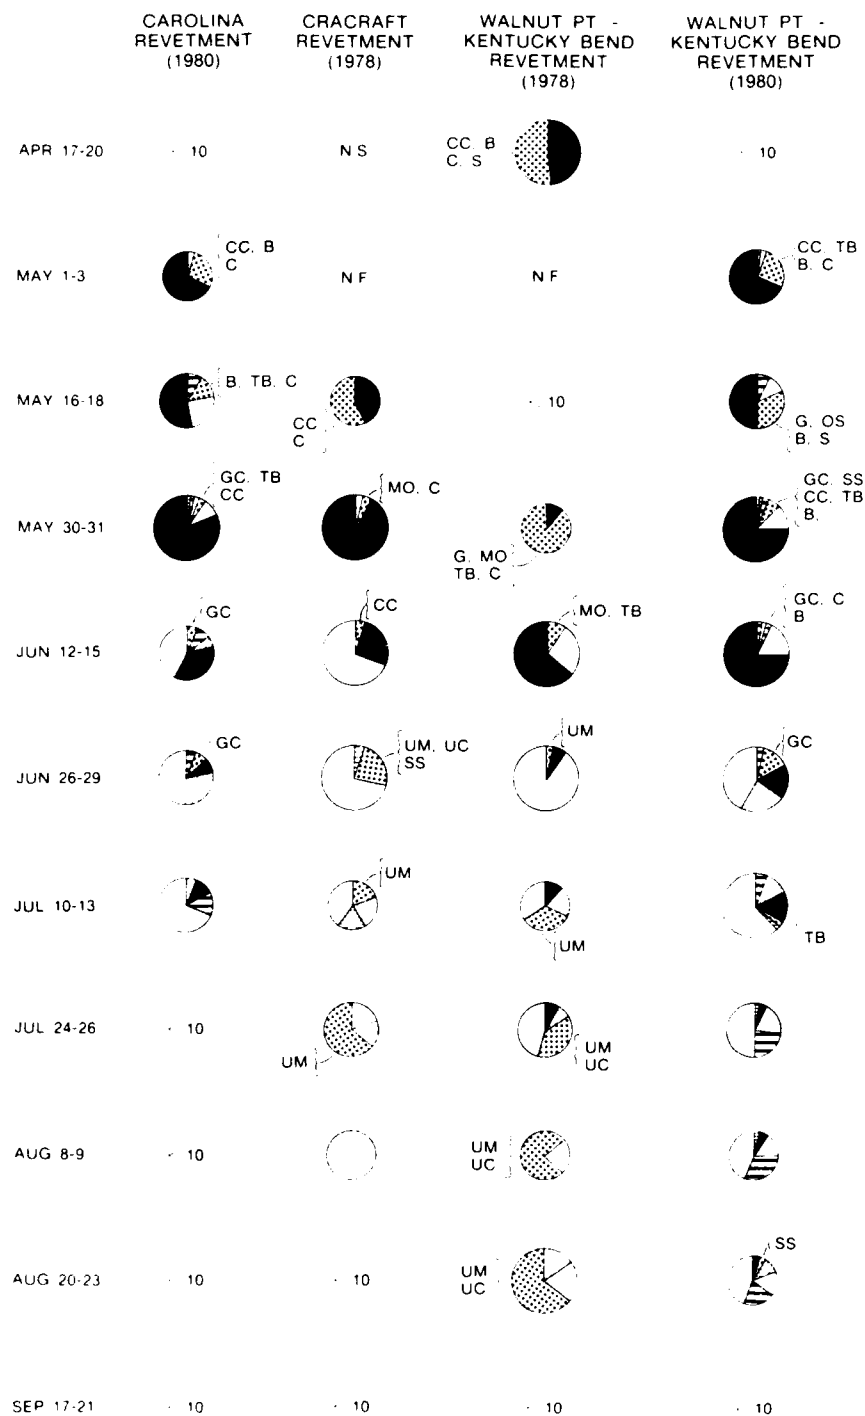 CAROLINA
REVETMENT
(1980)
CRACRAFT
REVETMENT
(1978)
WALNUT PT -
KENTUCKY BEND
REVETMENT
(1978)
WALNUT PT -
KENTUCKY BEND
REVETMENT
(1980)
APR 17-20
· 10
NS
CC, B
C, S
· 10
MAY 1-3
CC, B
C
NF
NF
CC, TB
B, C
MAY 16-18
B, TB, C
CC
C
· 10
G, OS
B, S
MAY 30-31
GC, TB
CC
MO, C
G, MO
TB, C
GC, SS
CC, TB
B,
JUN 12-15
GC
CC
MO, TB
GC, C
B
JUN 26-29
GC
UM, UC
SS
UM
GC
JUL 10-13
UM
UM
TB
JUL 24-26
· 10
UM
UM
UC
AUG 8-9
· 10
UM
UC
AUG 20-23
· 10
· 10
UM
UC
SS
SEP 17-21
· 10
· 10
· 10
· 10